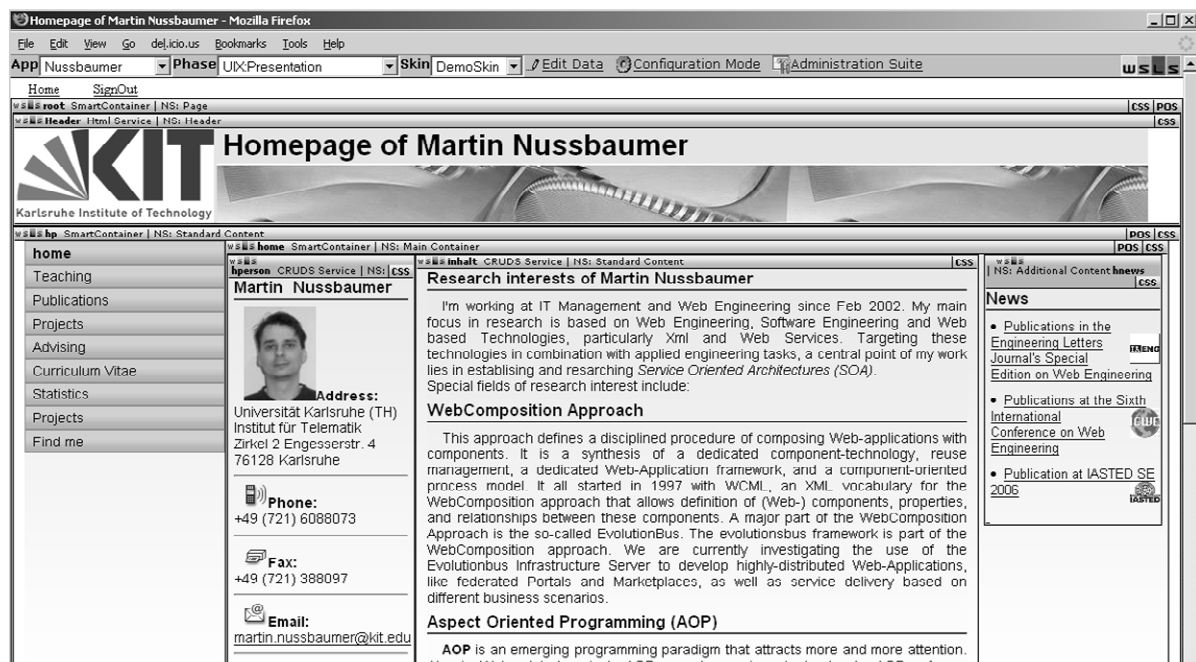 Homepage of Martin Nussbaumer - Mozilla Firefox
File Edit View Go del.icio.us Bookmarks Tools Help
App Nussbaumer Phase UIX:Presentation Skin DemoSkin Edit Data Configuration Mode Administration Suite wsls
Home SignOut
wsls root SmartContainer | NS: Page CSS POS
wsls Header Html Service | NS: Header CSS
KIT
Karlsruhe Institute of Technology
Homepage of Martin Nussbaumer
wsls hp SmartContainer | NS: Standard Content POS CSS
home
Teaching
Publications
Projects
Advising
Curriculum Vitae
Statistics
Projects
Find me
wsls home SmartContainer | NS: Main Container POS CSS
wsls
hperson CRUDS Service | NS: CSS
Martin Nussbaumer
Address:
Universität Karlsruhe (TH)
Institut für Telematik
Zirkel 2 Engesserstr. 4
76128 Karlsruhe
Phone:
+49 (721) 6088073
Fax:
+49 (721) 388097
Email:
martin.nussbaumer@kit.edu
wsls inhalt CRUDS Service | NS: Standard Content CSS
Research interests of Martin Nussbaumer
I'm working at IT Management and Web Engineering since Feb 2002. My main
focus in research is based on Web Engineering, Software Engineering and Web
based Technologies, particularly Xml and Web Services. Targeting these
technologies in combination with applied engineering tasks, a central point of my work
lies in establising and resarching Service Oriented Architectures (SOA).
Special fields of research interest include:
WebComposition Approach
This approach defines a disciplined procedure of composing Web-applications with
components. It is a synthesis of a dedicated component-technology, reuse
management, a dedicated Web-Application framework, and a component-oriented
process model. It all started in 1997 with WCML, an XML vocabulary for the
WebComposition approach that allows definition of (Web-) components, properties,
and relationships between these components. A major part of the WebComposition
Approach is the so-called EvolutionBus. The evolutionsbus framework is part of the
WebComposition approach. We are currently investigating the use of the
Evolutionbus Infrastructure Server to develop highly-distributed Web-Applications,
like federated Portals and Marketplaces, as well as service delivery based on
different business scenarios.
Aspect Oriented Programming (AOP)
AOP is an emerging programming paradigm that attracts more and more attention.
wsls
| NS: Additional Content hnews
CSS
News
• Publications in the
Engineering Letters
Journal's Special
Edition on Web Engineering
IAENG
• Publications at the Sixth
International
Conference on Web
Engineering
ICWE
• Publication at IASTED SE
2006
IASTED